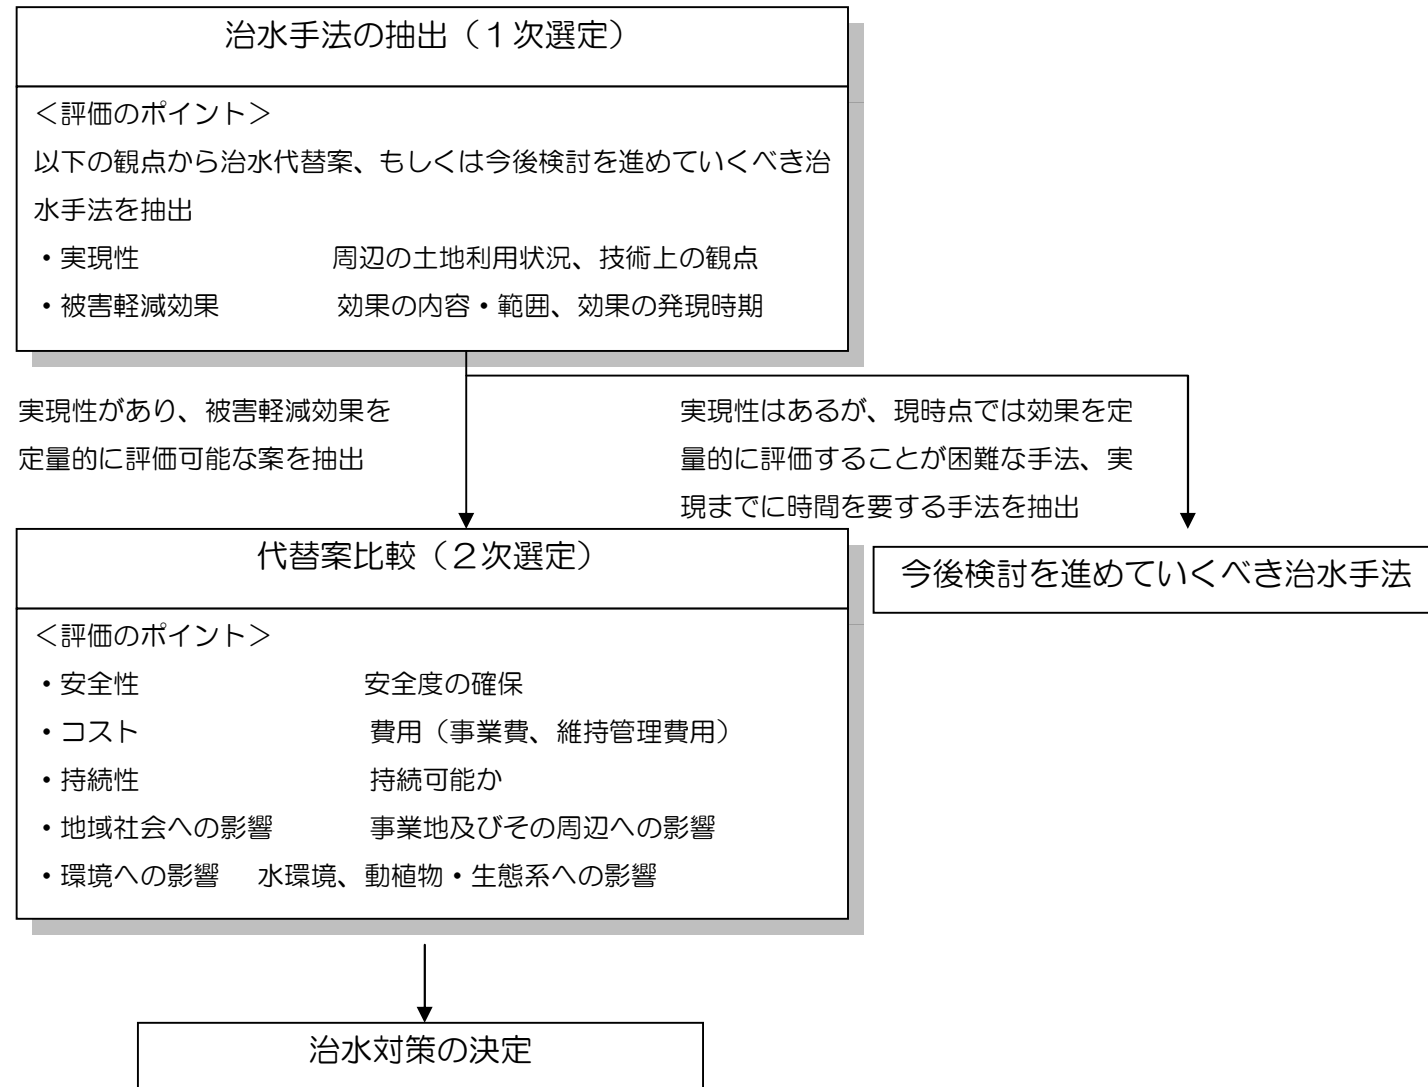 治水手法の抽出（１次選定）
＜評価のポイント＞
以下の観点から治水代替案、もしくは今後検討を進めていくべき治
水手法を抽出
・実現性　周辺の土地利用状況、技術上の観点
・被害軽減効果　効果の内容・範囲、効果の発現時期
実現性があり、被害軽減効果を
定量的に評価可能な案を抽出
実現性はあるが、現時点では効果を定
量的に評価することが困難な手法、実
現までに時間を要する手法を抽出
代替案比較（２次選定）
今後検討を進めていくべき治水手法
＜評価のポイント＞
・安全性　安全度の確保
・コスト　費用（事業費、維持管理費用）
・持続性　持続可能か
・地域社会への影響　事業地及びその周辺への影響
・環境への影響　水環境、動植物・生態系への影響
治水対策の決定